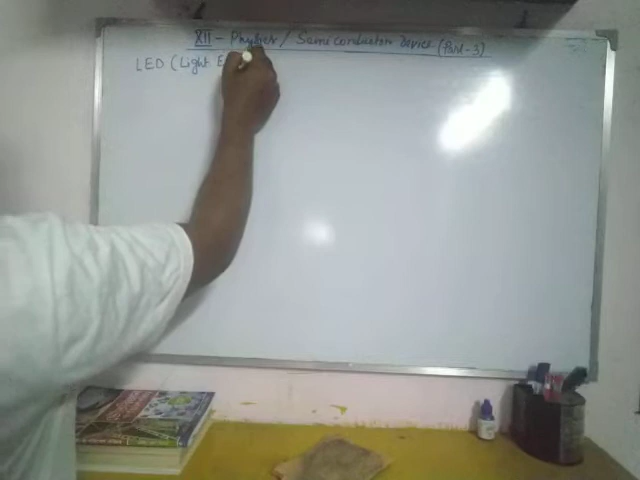 XII - Physics / Semiconductor Device (Part-3)
LED (Light E